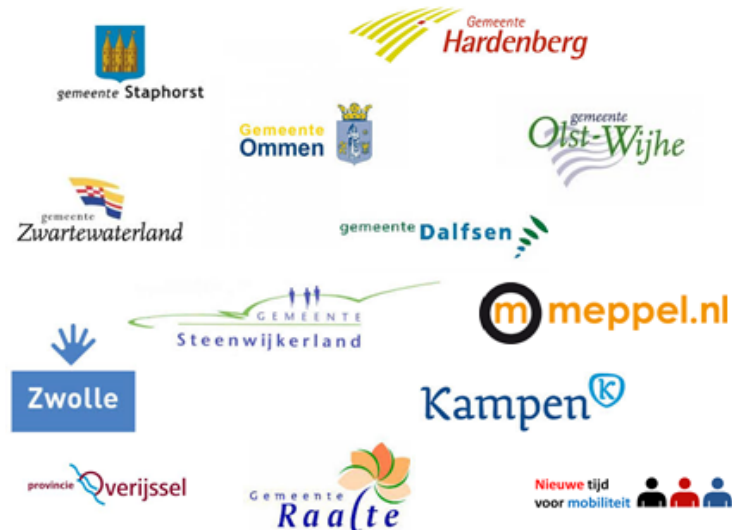 Gemeente
Hardenberg
gemeente Staphorst
Gemeente
Ommen
gemeente
Olst-Wijhe
gemeente
Zwartewaterland
gemeente Dalfsen
GEMEENTE
Steenwijkerland
m meppel.nl
Zwolle
Kampen K
provincie Overijssel
Gemeente
Raalte
Nieuwe tijd
voor mobiliteit